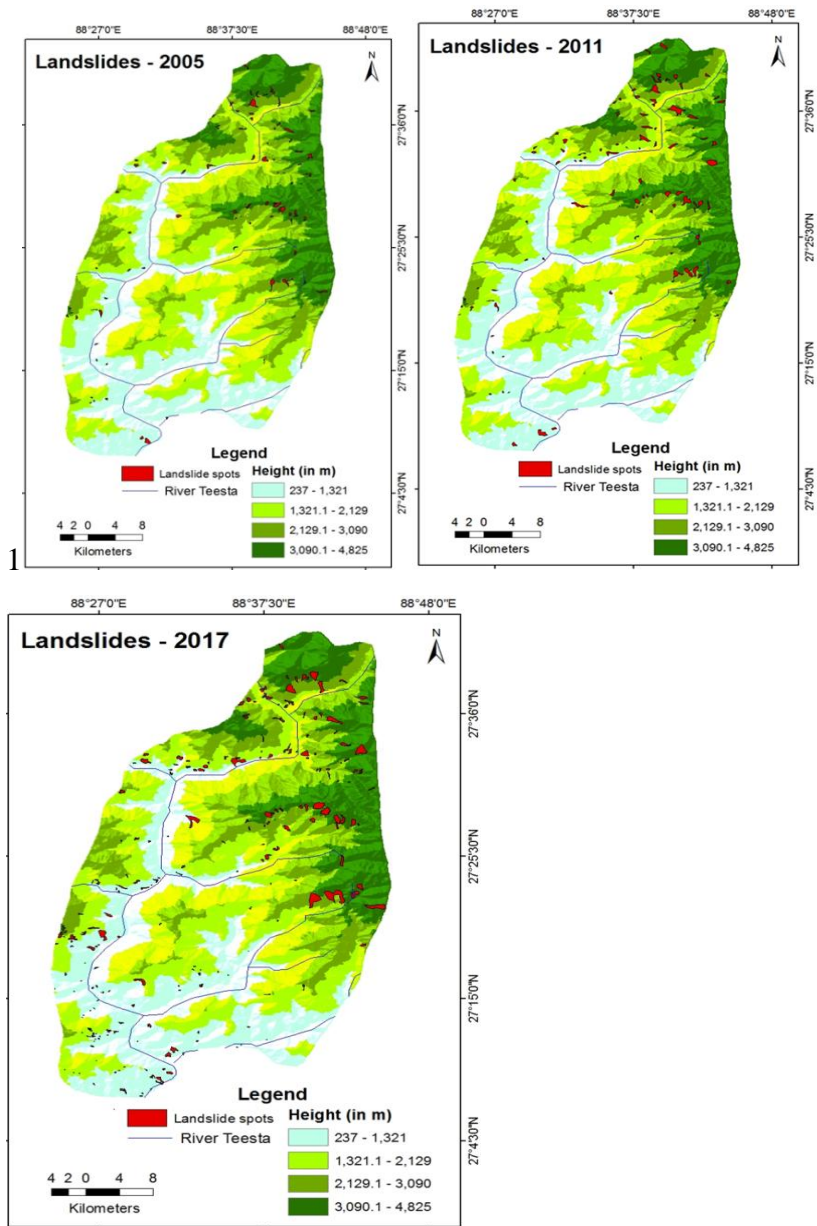 88°27'0"E 88°37'30"E 88°48'0"E
Landslides - 2005
N
27°36'0"N
27°25'30"N
27°15'0"N
27°4'30"N
Legend
Landslide spots
River Teesta
Height (in m)
237 - 1,321
1,321.1 - 2,129
2,129.1 - 3,090
3,090.1 - 4,825
4 2 0 4 8
Kilometers
1
88°27'0"E 88°37'30"E 88°48'0"E
Landslides - 2011
N
27°36'0"N
27°25'30"N
27°15'0"N
27°4'30"N
Legend
Landslide spots
River Teesta
Height (in m)
237 - 1,321
1,321.1 - 2,129
2,129.1 - 3,090
3,090.1 - 4,825
4 2 0 4 8
Kilometers
88°27'0"E 88°37'30"E 88°48'0"E
Landslides - 2017
N
27°36'0"N
27°25'30"N
27°15'0"N
27°4'30"N
Legend
Landslide spots
River Teesta
Height (in m)
237 - 1,321
1,321.1 - 2,129
2,129.1 - 3,090
3,090.1 - 4,825
4 2 0 4 8
Kilometers